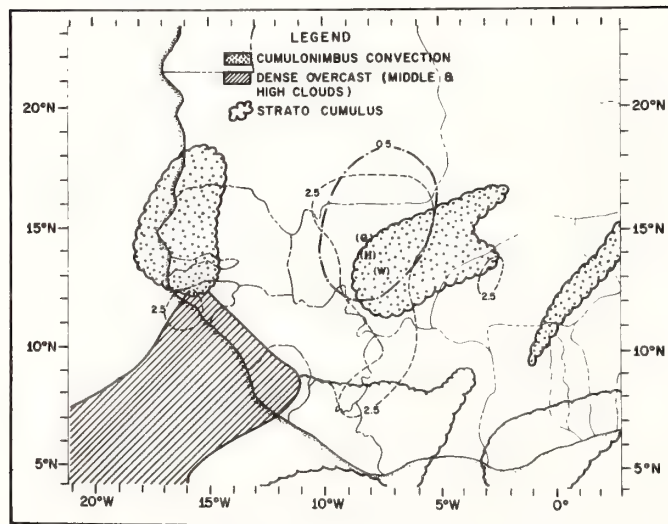 LEGEND
CUMULONIMBUS CONVECTION
DENSE OVERCAST (MIDDLE &
HIGH CLOUDS)
STRATO CUMULUS
20°N
20°N
0.5
2.5
15°N
15°N
(G)
(H)
(W)
2.5
2.5
10°N
10°N
2.5
5°N
5°N
20°W
15°W
10°W
5°W
0°